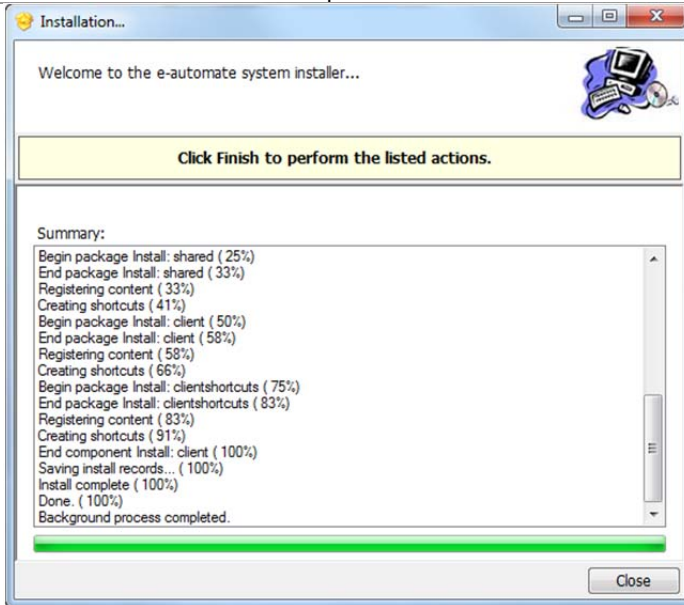 Installation...
Welcome to the e-automate system installer...
Click Finish to perform the listed actions.
Summary:
Begin package Install: shared ( 25%)
End package Install: shared ( 33%)
Registering content ( 33%)
Creating shortcuts ( 41%)
Begin package Install: client ( 50%)
End package Install: client ( 58%)
Registering content ( 58%)
Creating shortcuts ( 66%)
Begin package Install: clientshortcuts ( 75%)
End package Install: clientshortcuts ( 83%)
Registering content ( 83%)
Creating shortcuts ( 91%)
End component Install: client ( 100%)
Saving install records... ( 100%)
Install complete ( 100%)
Done. ( 100%)
Background process completed.
Close